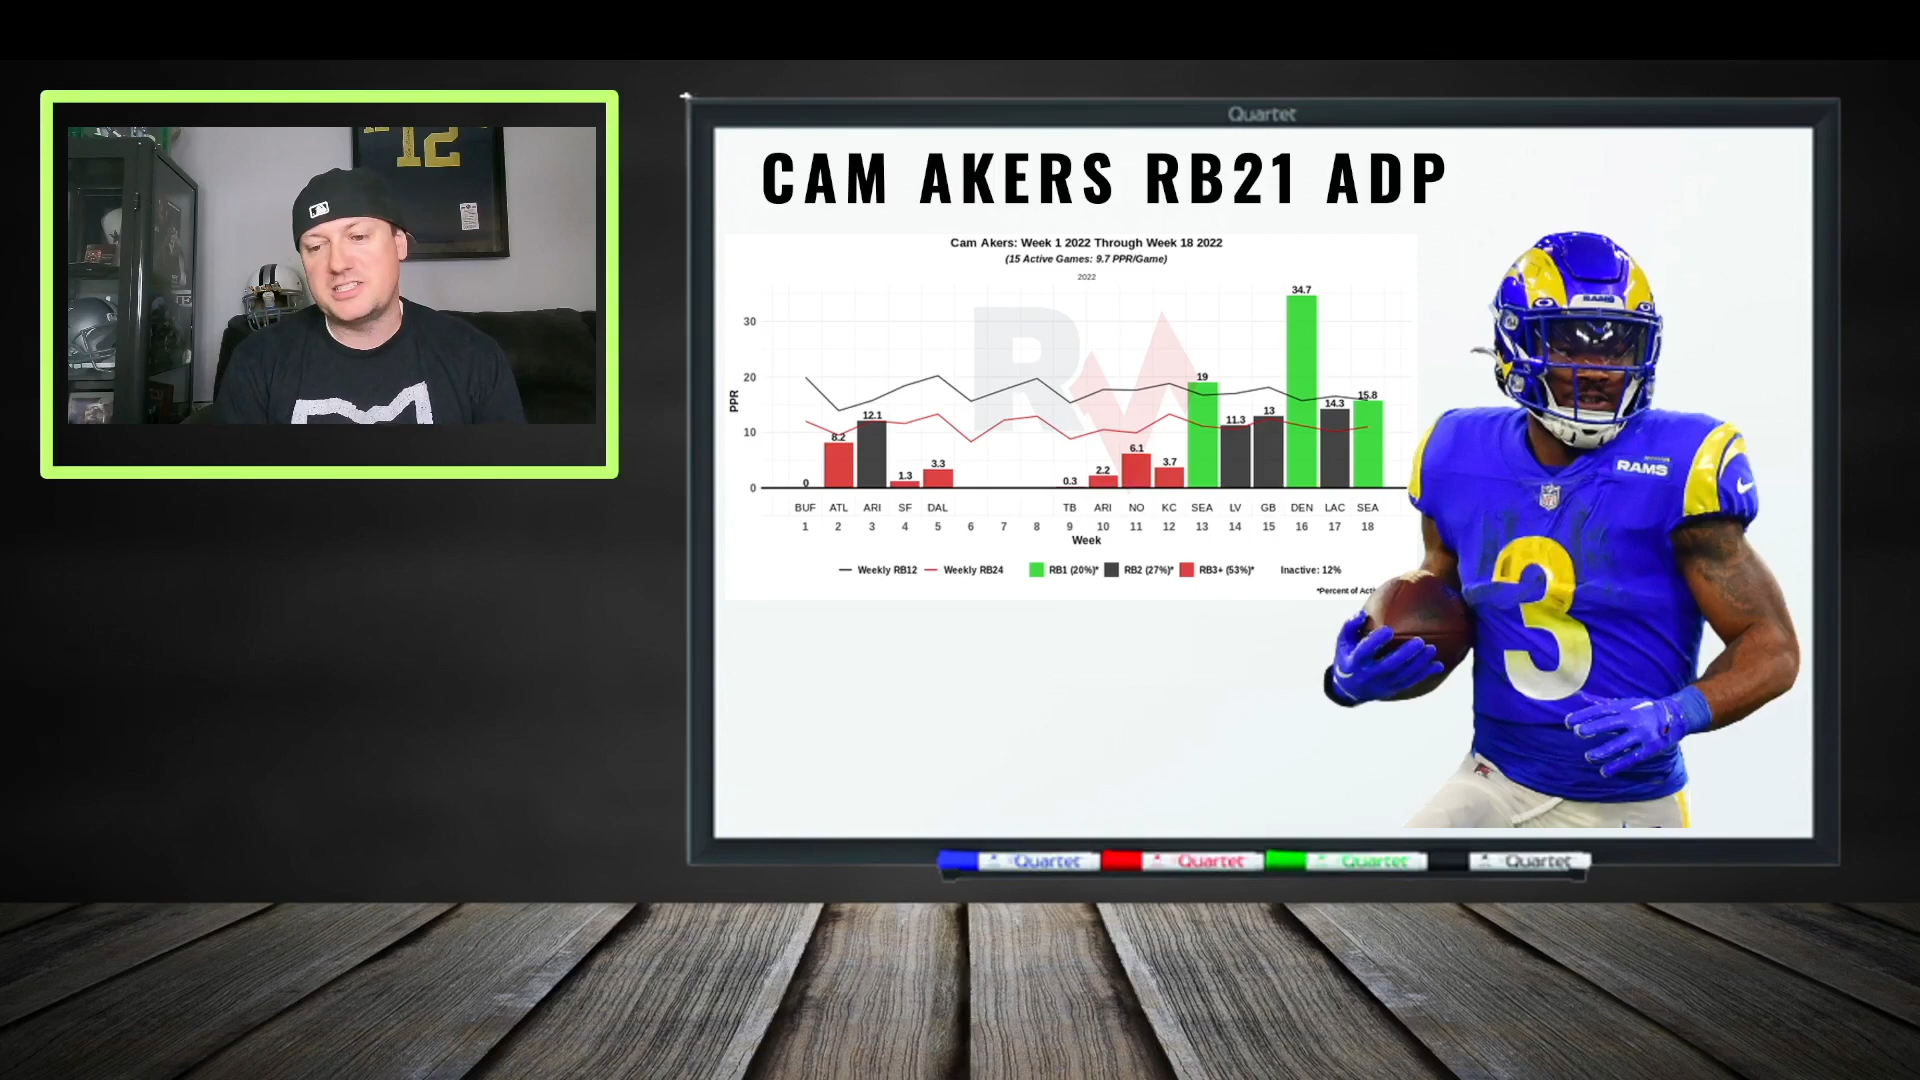 12
Quartet
CAM AKERS RB21 ADP
Cam Akers: Week 1 2022 Through Week 18 2022
(15 Active Games: 9.7 PPR/Game)
2022
R
PPR
30
20
10
0
0
8.2
12.1
1.3
3.3
0.3
2.2
6.1
3.7
19
11.3
13
34.7
14.3
15.8
BUF ATL ARI SF DAL TB ARI NO KC SEA LV GB DEN LAC SEA
1 2 3 4 5 6 7 8 9 10 11 12 13 14 15 16 17 18
Week
Weekly RB12 Weekly RB24 RB1 (20%)* RB2 (27%)* RB3+ (53%)* Inactive: 12%
*Percent of
RAMS
RAMS
NFL
3
Quartet Quartet Quartet Quartet